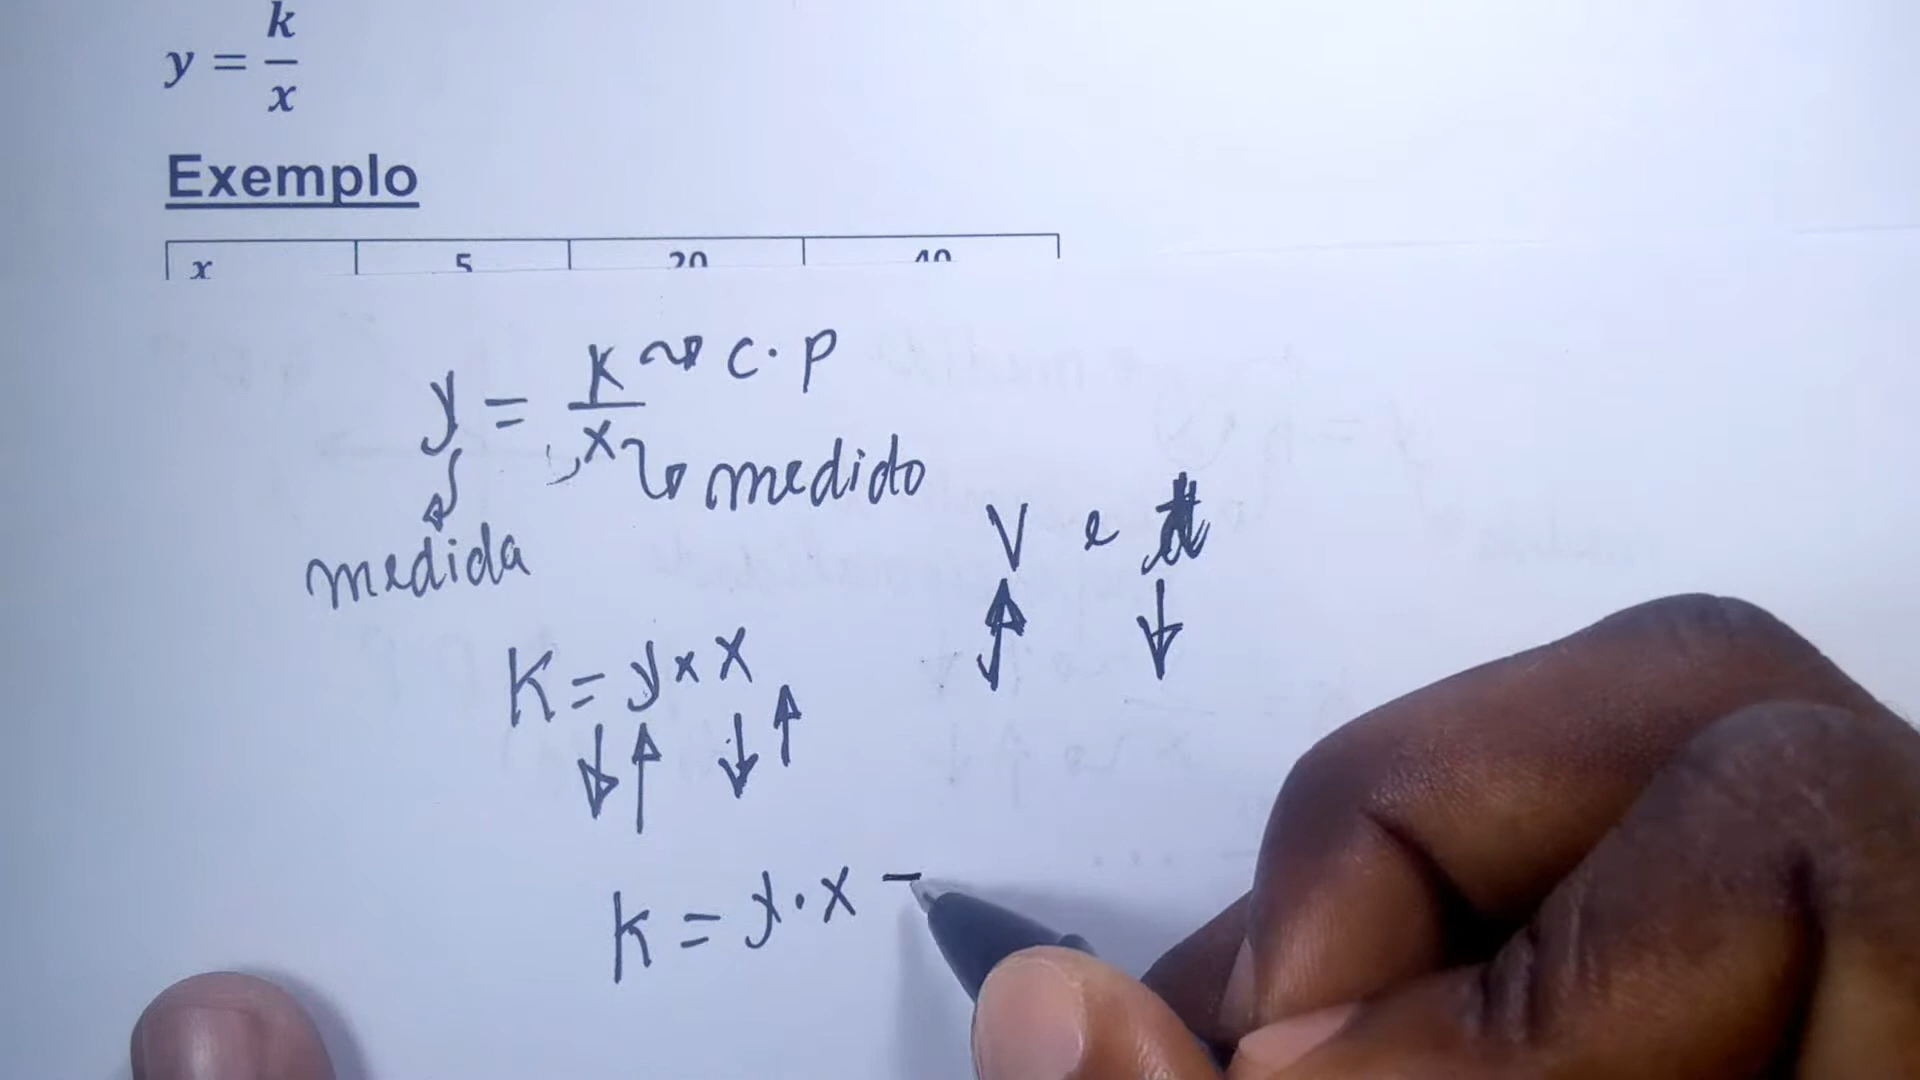 y = k/x
Exemplo
x 5 20 40
y = K/x c.p
medido
medida
V e t
K = y × x
k = y . x =